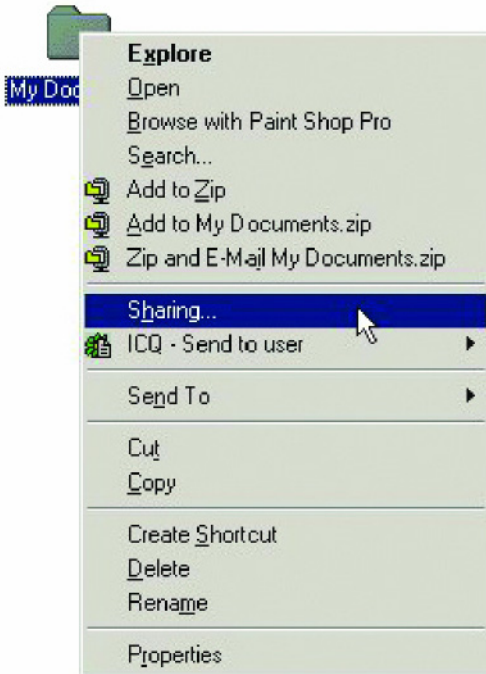 My Doc
Explore
Open
Browse with Paint Shop Pro
Search...
Add to Zip
Add to My Documents.zip
Zip and E-Mail My Documents.zip
Sharing...
ICQ - Send to user
Send To
Cut
Copy
Create Shortcut
Delete
Rename
Properties